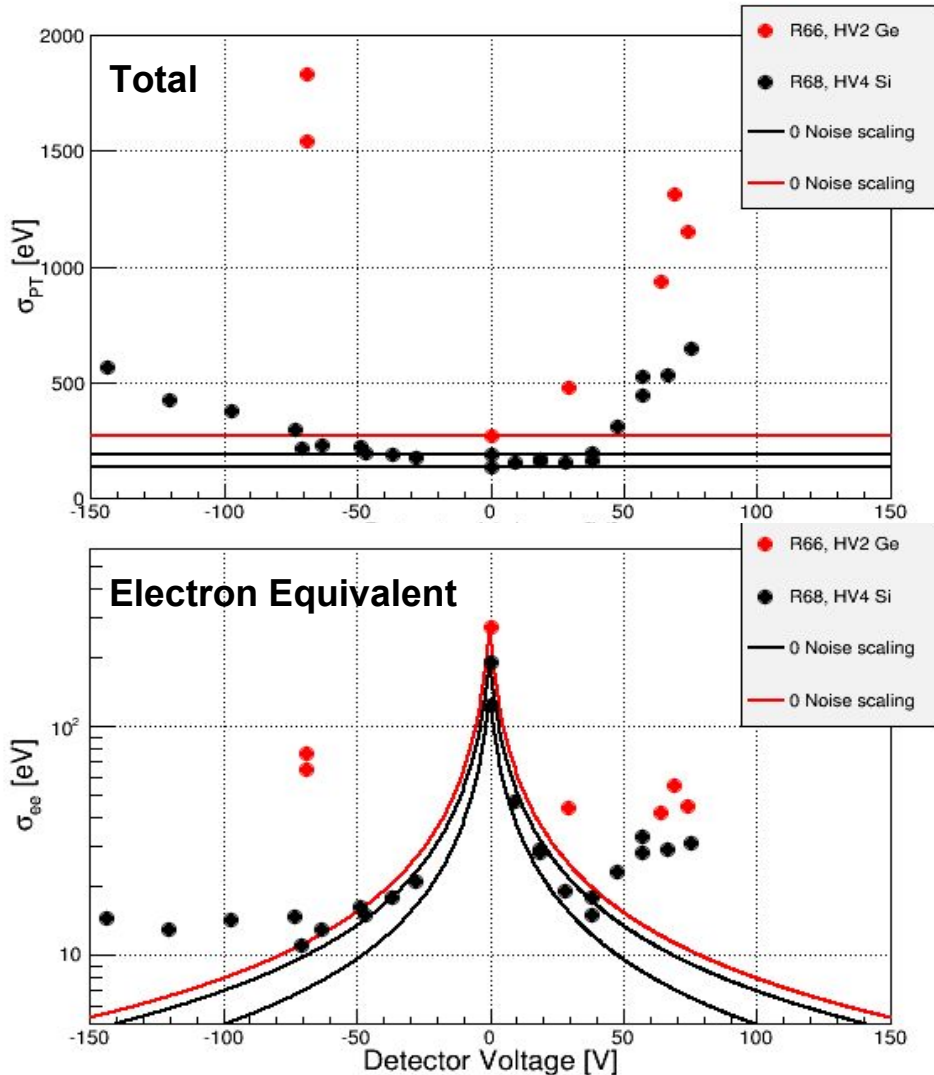 Total
σPT [eV]
2000
1500
1000
500
0
-150 -100 -50 0 50 100 150
R66, HV2 Ge
R68, HV4 Si
0 Noise scaling
0 Noise scaling
Electron Equivalent
σee [eV]
10²
10
-150 -100 -50 0 50 100 150
Detector Voltage [V]
R66, HV2 Ge
R68, HV4 Si
0 Noise scaling
0 Noise scaling